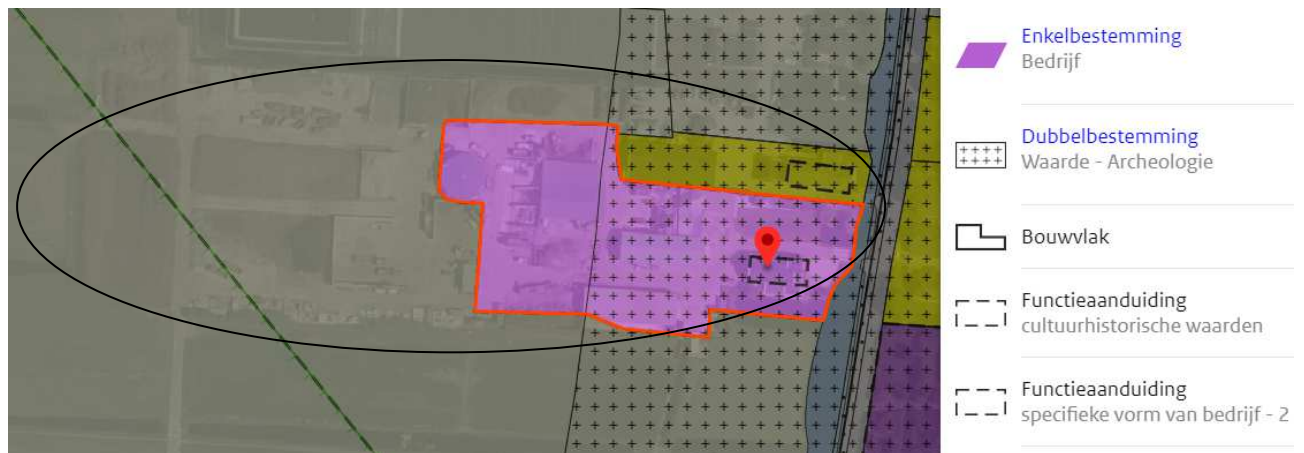 Enkelbestemming
Bedrijf
Dubbelbestemming
Waarde - Archeologie
Bouwvlak
Functieaanduiding
cultuurhistorische waarden
Functieaanduiding
specifieke vorm van bedrijf - 2